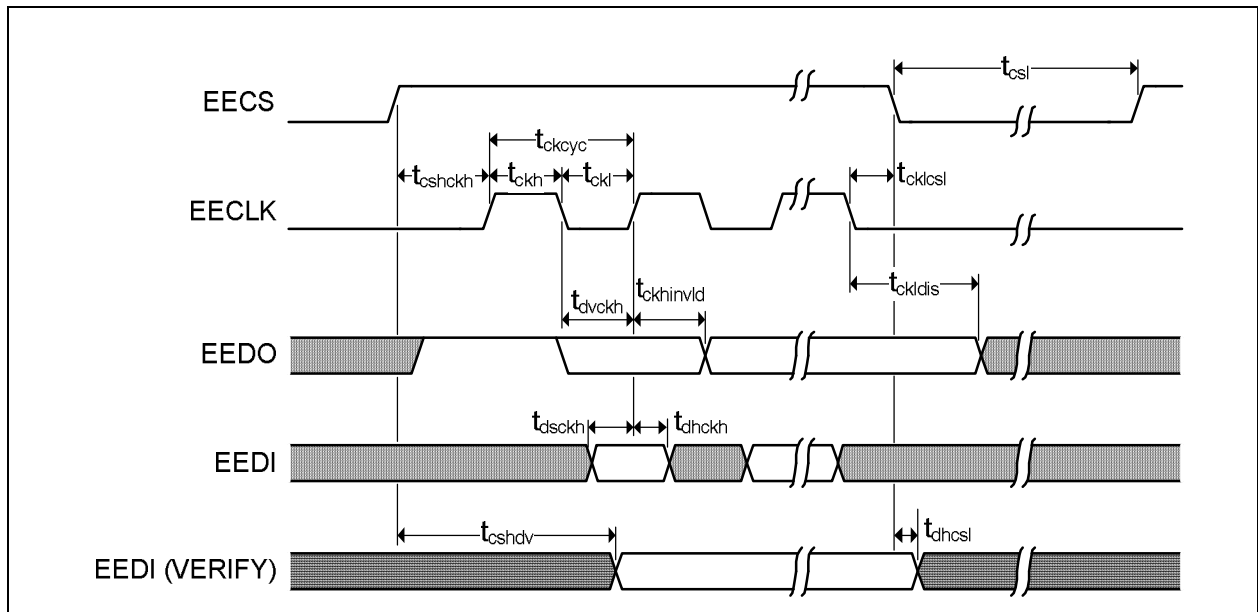 EECS
t_csl
t_ckcyc
t_cshckh
t_ckh
t_ckl
t_cklcsl
EECLK
t_ckldis
t_dvckh
t_ckhinvld
EEDO
t_dsckh
t_dhckh
EEDI
t_cshdv
t_dhcsl
EEDI (VERIFY)